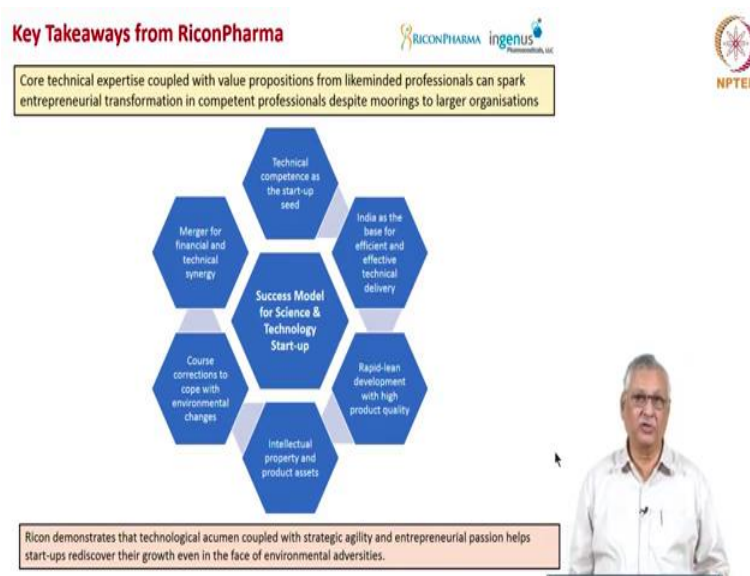 Key Takeaways from RiconPharma
RICONPHARMA
ingenus
Pharmaceuticals, LLC
NPTEL
Core technical expertise coupled with value propositions from likeminded professionals can spark
entrepreneurial transformation in competent professionals despite moorings to larger organisations
Technical
competence as
the start-up
seed
India as the
base for
efficient and
effective
technical
delivery
Rapid-lean
development
with high
product quality
Intellectual
property and
product assets
Course
corrections to
cope with
environmental
changes
Merger for
financial and
technical
synergy
Success Model
for Science &
Technology
Start-up
Ricon demonstrates that technological acumen coupled with strategic agility and entrepreneurial passion helps
start-ups rediscover their growth even in the face of environmental adversities.